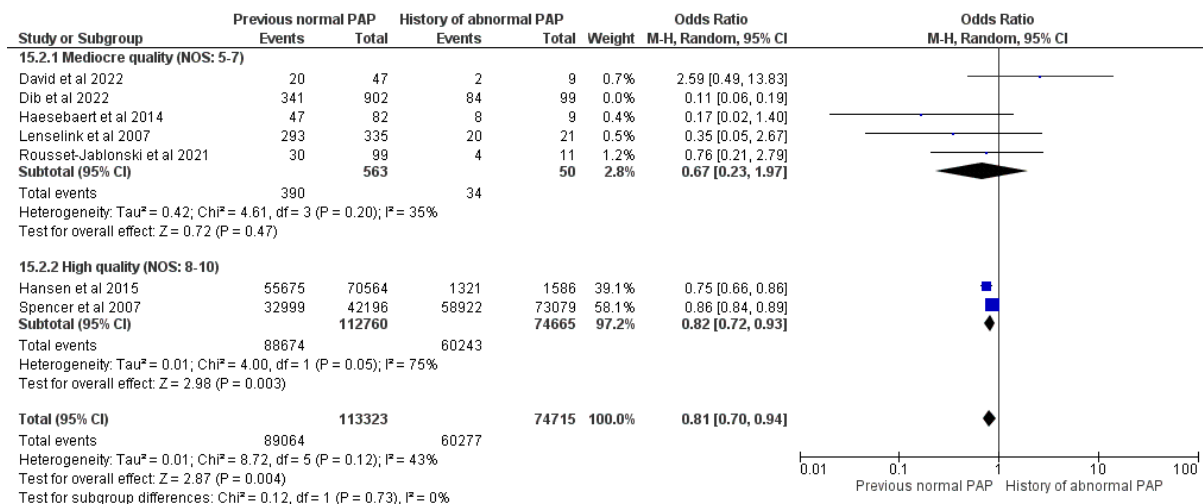 Previous normal PAP History of abnormal PAP Odds Ratio Odds Ratio
Study or Subgroup Events Total Events Total Weight M-H, Random, 95% CI M-H, Random, 95% CI
15.2.1 Mediocre quality (NOS: 5-7)
David et al 2022 20 47 2 9 0.7% 2.59 [0.49, 13.83]
Dib et al 2022 341 902 84 99 0.0% 0.11 [0.06, 0.19]
Haesebaert et al 2014 47 82 8 9 0.4% 0.17 [0.02, 1.40]
Lenselink et al 2007 293 335 20 21 0.5% 0.35 [0.05, 2.67]
Rousset-Jablonski et al 2021 30 99 4 11 1.2% 0.76 [0.21, 2.79]
Subtotal (95% CI) 563 50 2.8% 0.67 [0.23, 1.97]
Total events 390 34
Heterogeneity: Tau² = 0.42; Chi² = 4.61, df = 3 (P = 0.20); I² = 35%
Test for overall effect: Z = 0.72 (P = 0.47)
15.2.2 High quality (NOS: 8-10)
Hansen et al 2015 55675 70564 1321 1586 39.1% 0.75 [0.66, 0.86]
Spencer et al 2007 32999 42196 58922 73079 58.1% 0.86 [0.84, 0.89]
Subtotal (95% CI) 112760 74665 97.2% 0.82 [0.72, 0.93]
Total events 88674 60243
Heterogeneity: Tau² = 0.01; Chi² = 4.00, df = 1 (P = 0.05); I² = 75%
Test for overall effect: Z = 2.98 (P = 0.003)
Total (95% CI) 113323 74715 100.0% 0.81 [0.70, 0.94]
Total events 89064 60277
Heterogeneity: Tau² = 0.01; Chi² = 8.72, df = 5 (P = 0.12); I² = 43%
Test for overall effect: Z = 2.87 (P = 0.004)
Test for subgroup differences: Chi² = 0.12, df = 1 (P = 0.73), I² = 0%
0.01 0.1 1 10 100
Previous normal PAP History of abnormal PAP